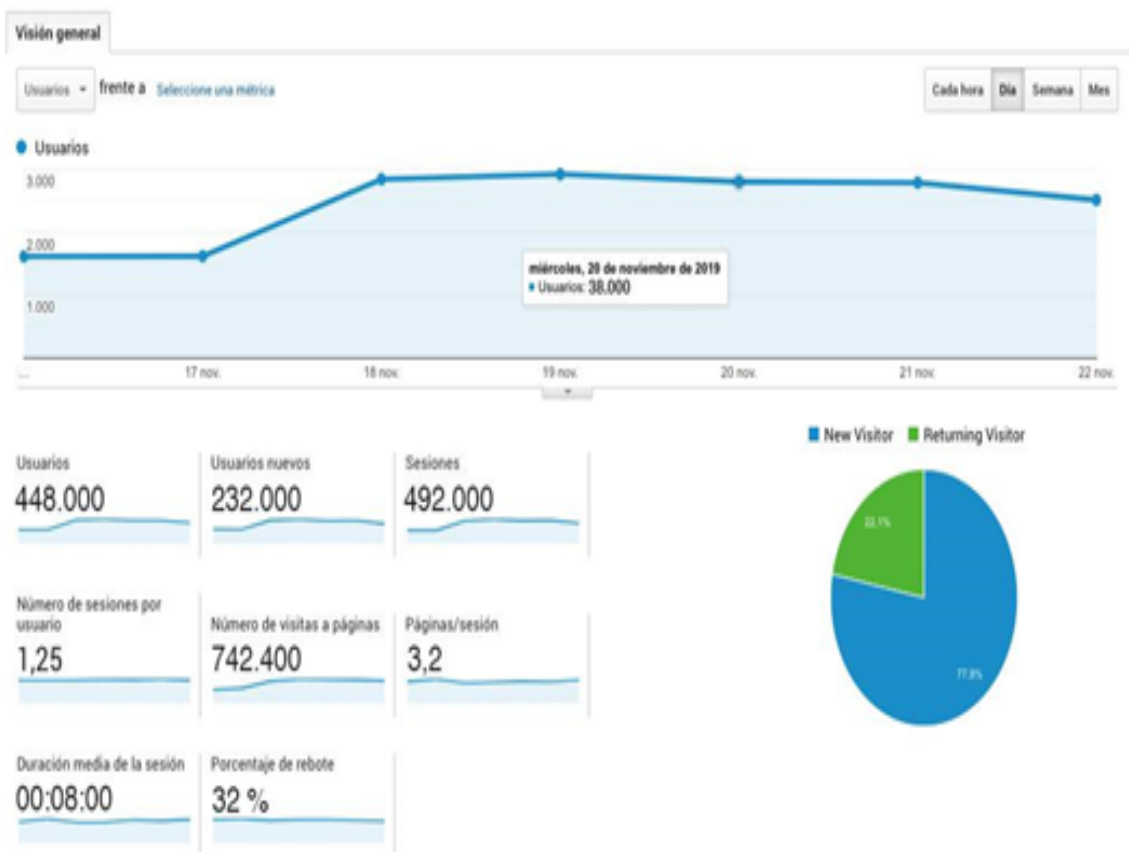 Visión general
Usuarios frente a Seleccione una métrica
Cada hora Día Semana Mes
Usuarios
3.000
2.000
1.000
miércoles, 20 de noviembre de 2019
Usuarios: 38.000
... 17 nov. 18 nov. 19 nov. 20 nov. 21 nov. 22 nov.
New Visitor Returning Visitor
Usuarios
448.000
Usuarios nuevos
232.000
Sesiones
492.000
22,1%
77,9%
Número de sesiones por
usuario
1,25
Número de visitas a páginas
742.400
Páginas/sesión
3,2
Duración media de la sesión
00:08:00
Porcentaje de rebote
32 %